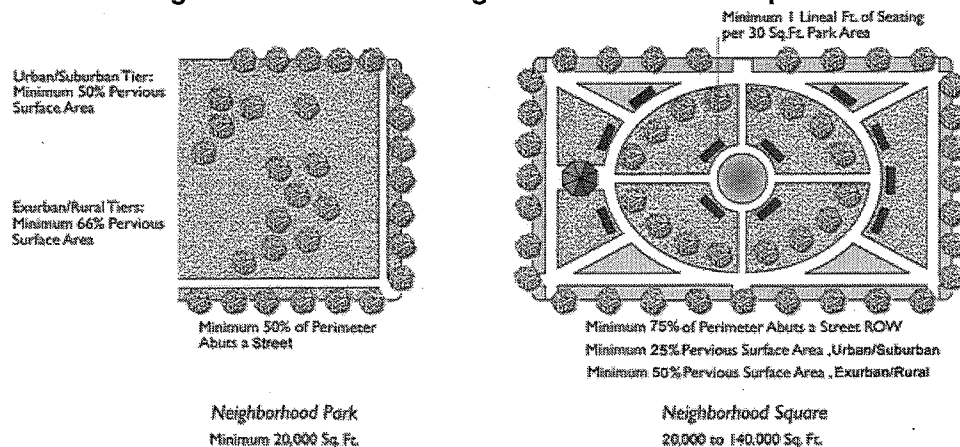 Minimum 1 Lineal Ft. of Seating
per 30 Sq.Ft. Park Area
Urban/Suburban Tier:
Minimum 50% Pervious
Surface Area
Exurban/Rural Tiers:
Minimum 66% Pervious
Surface Area
Minimum 50% of Perimeter
Abuts a Street
Neighborhood Park
Minimum 20,000 Sq. Ft.
Minimum 75% of Perimeter Abuts a Street ROW
Minimum 25% Pervious Surface Area , Urban/Suburban
Minimum 50% Pervious Surface Area , Exurban/Rural
Neighborhood Square
20,000 to 140,000 Sq. Ft.